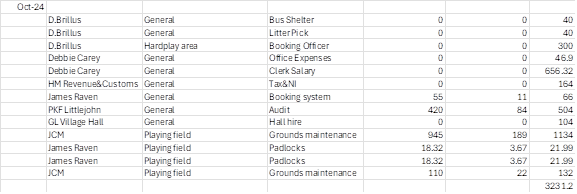 Oct-24
D.Brillus General Bus Shelter 0 0 40
D.Brillus General Litter Pick 0 0 40
D.Brillus Hardplay area Booking Officer 0 0 300
Debbie Carey General Office Expenses 0 0 46.9
Debbie Carey General Clerk Salary 0 0 656.32
HM Revenue&Customs General Tax&NI 0 0 164
James Raven General Booking system 55 11 66
PKF Littlejohn General Audit 420 84 504
GL Village Hall General Hall hire 0 0 104
JCM Playing field Grounds maintenance 945 189 1134
James Raven Playing field Padlocks 18.32 3.67 21.99
James Raven Playing field Padlocks 18.32 3.67 21.99
JCM Playing field Grounds maintenance 110 22 132
3231.2